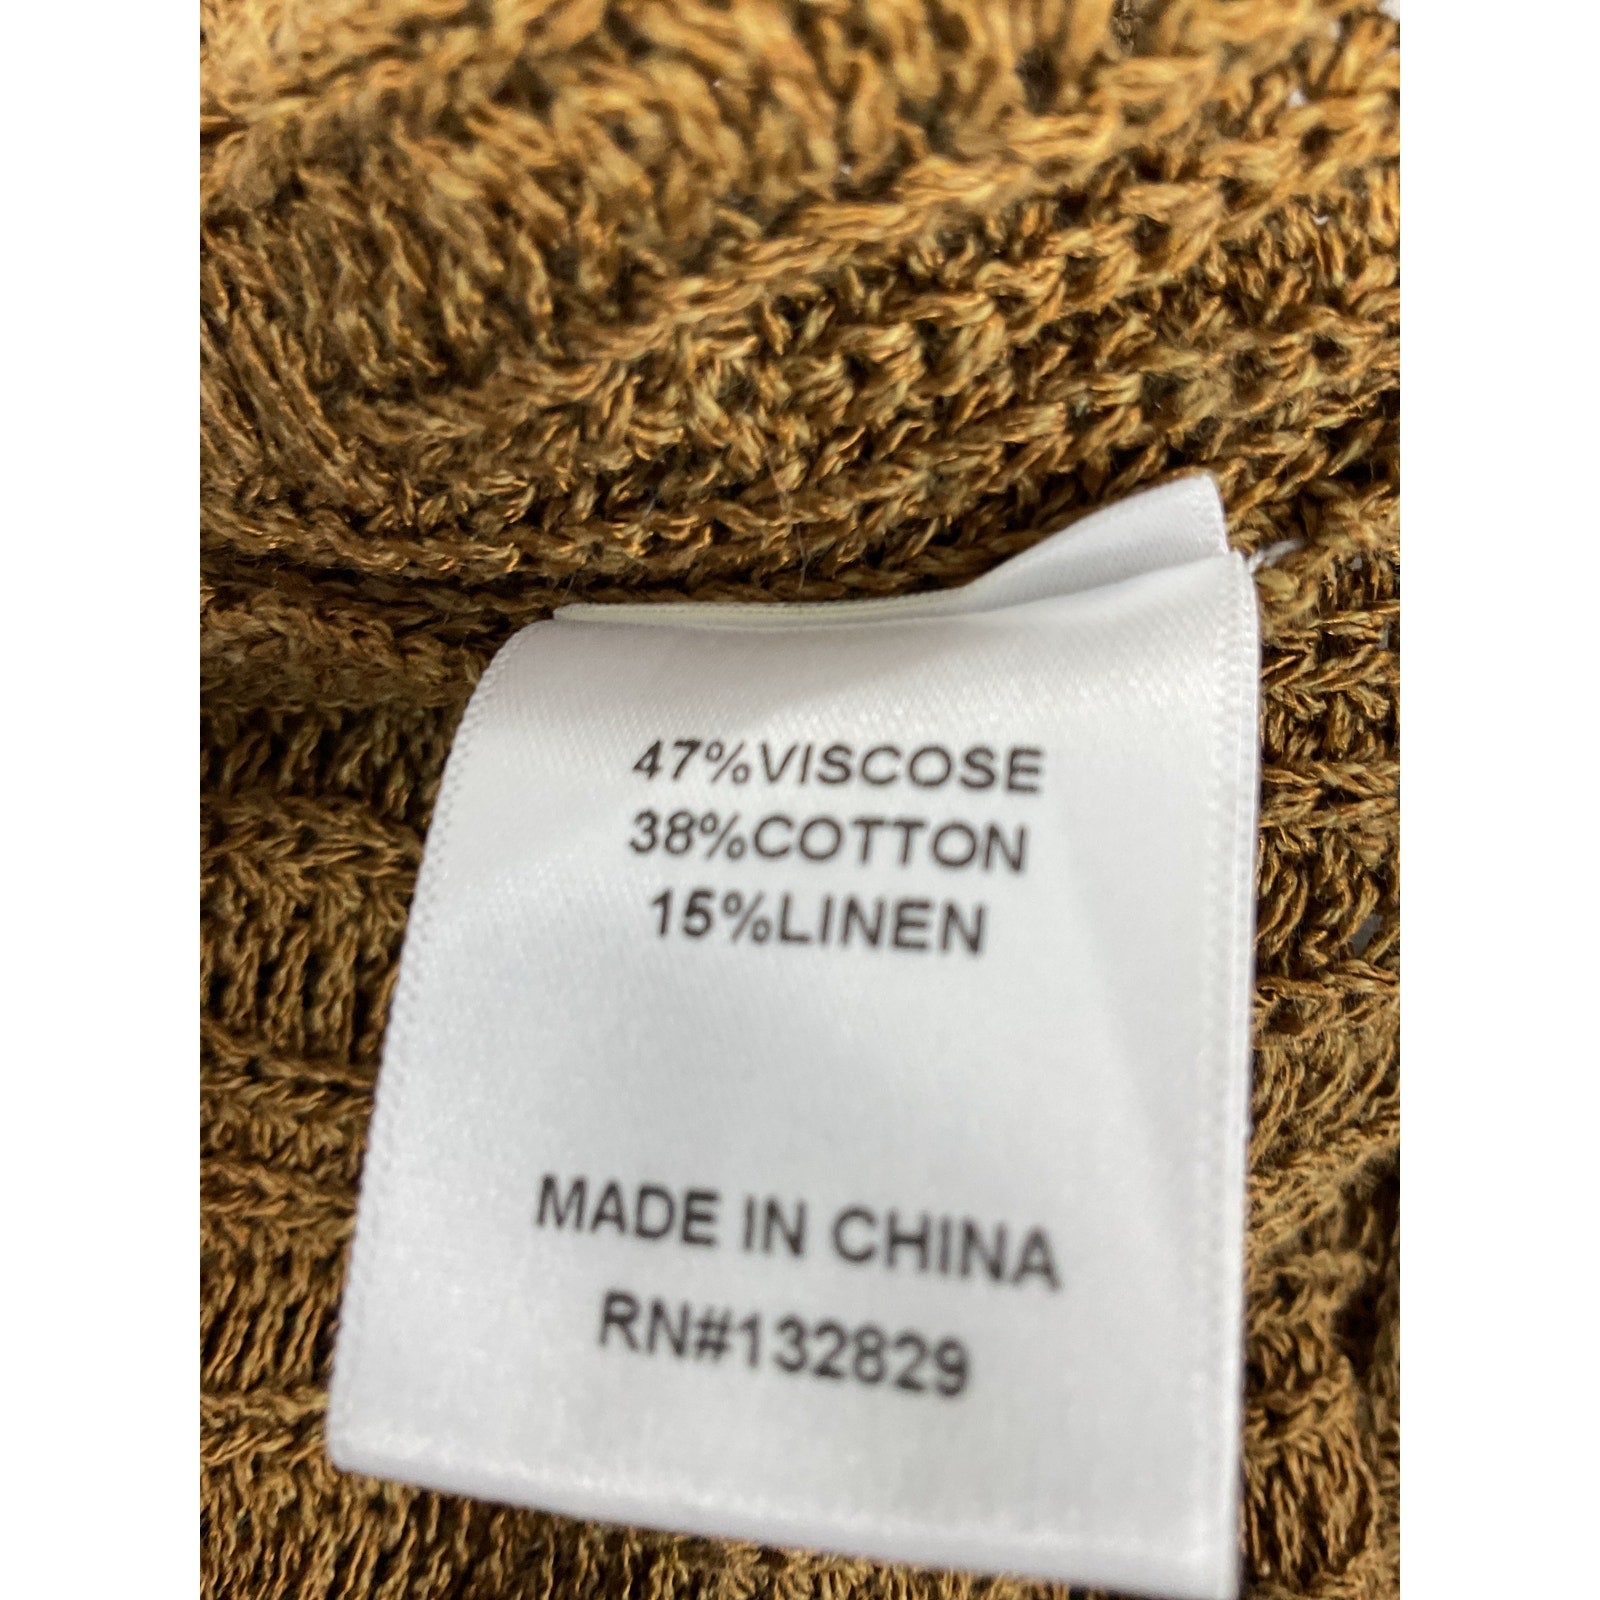 47%VISCOSE
38%COTTON
15%LINEN
MADE IN CHINA
RN#132829